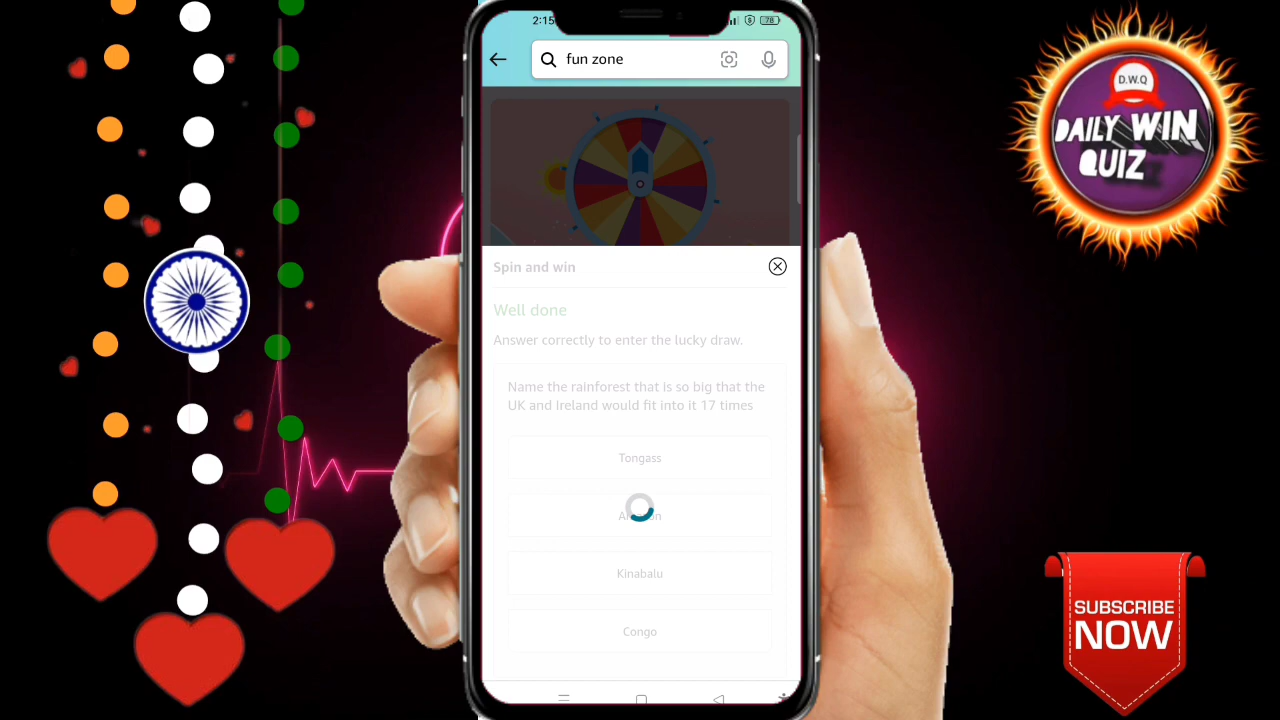 2:15
78
fun zone
D.W.Q
DAILY WIN
QUIZ
Spin and win
Well done
Answer correctly to enter the lucky draw.
Name the rainforest that is so big that the
UK and Ireland would fit into it 17 times
Tongass
Kinabalu
Congo
SUBSCRIBE
NOW